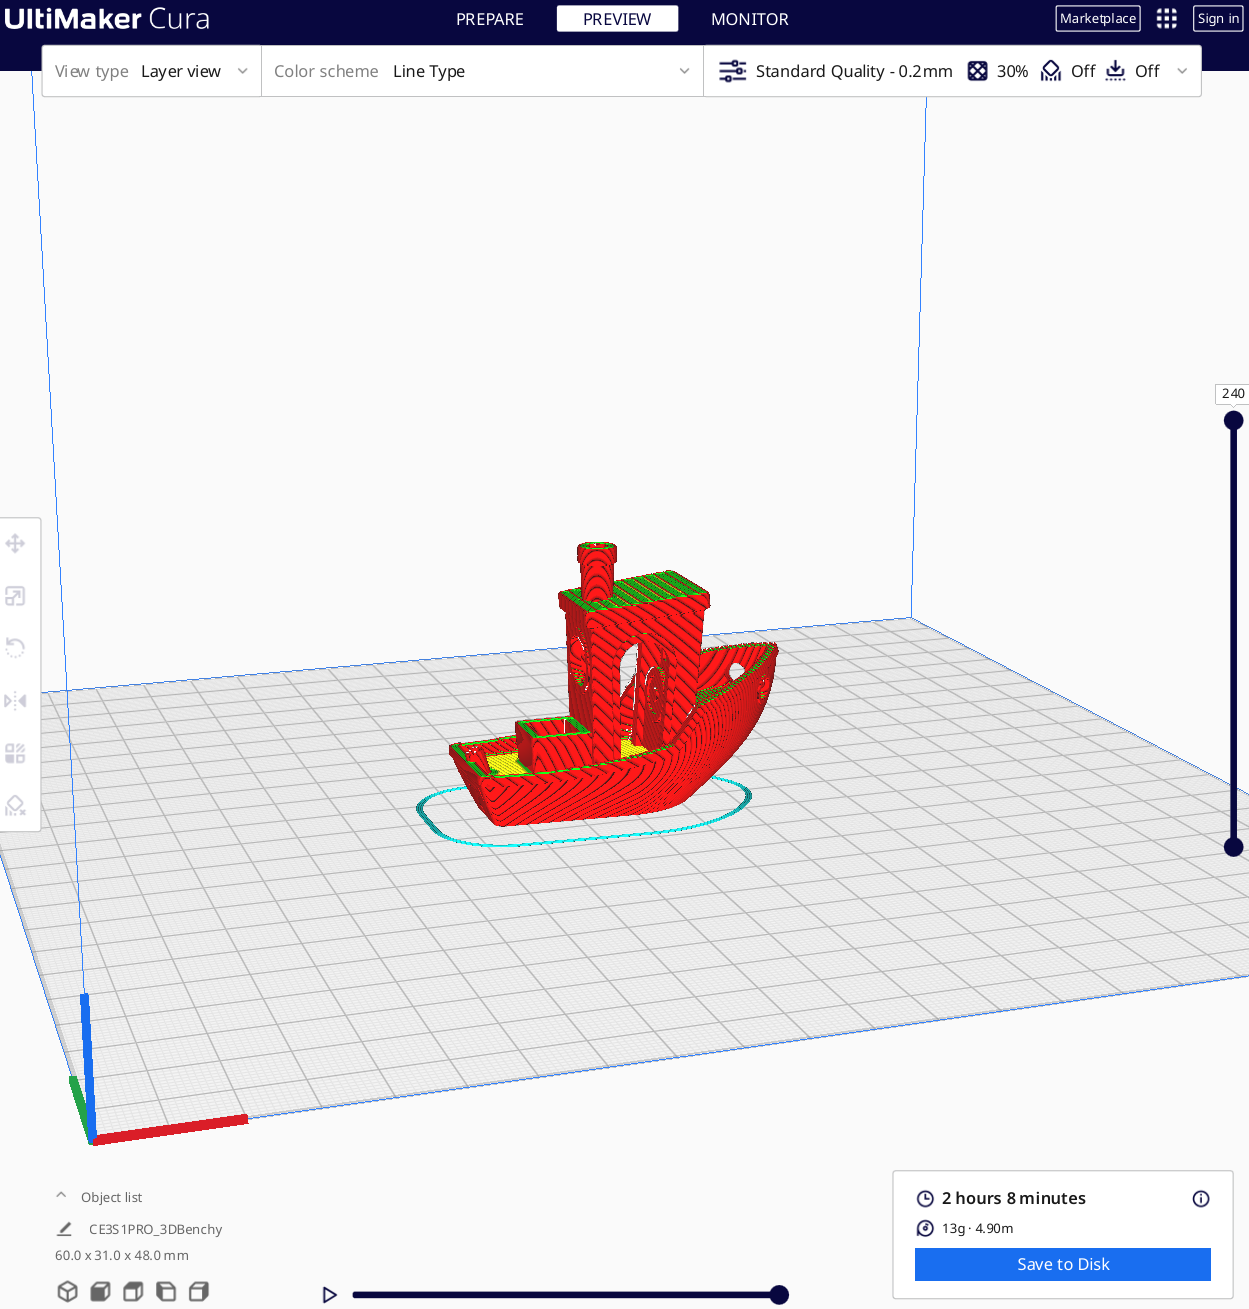 UltiMaker Cura
PREPARE
PREVIEW
MONITOR
Marketplace
Sign in
View type Layer view
Color scheme Line Type
Standard Quality - 0.2mm 30% Off Off
240
Object list
CE3S1PRO_3DBenchy
60.0 x 31.0 x 48.0 mm
2 hours 8 minutes
13g · 4.90m
Save to Disk